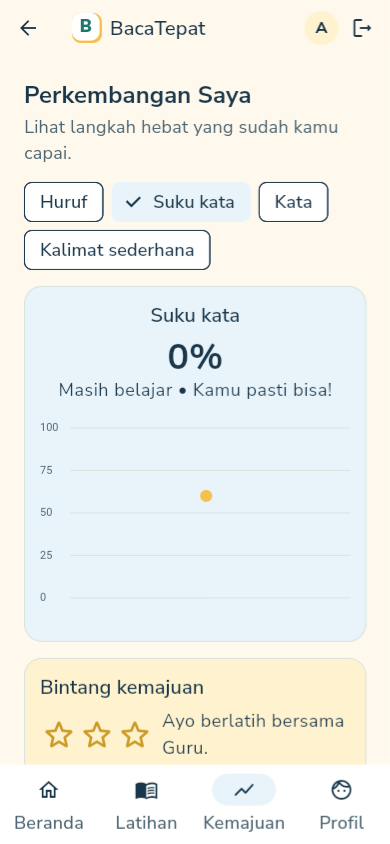 B BacaTepat A
Perkembangan Saya
Lihat langkah hebat yang sudah kamu
capai.
Huruf Suku kata Kata
Kalimat sederhana
Suku kata
0%
Masih belajar • Kamu pasti bisa!
100
75
50
25
0
Bintang kemajuan
Ayo berlatih bersama
Guru.
Beranda Latihan Kemajuan Profil